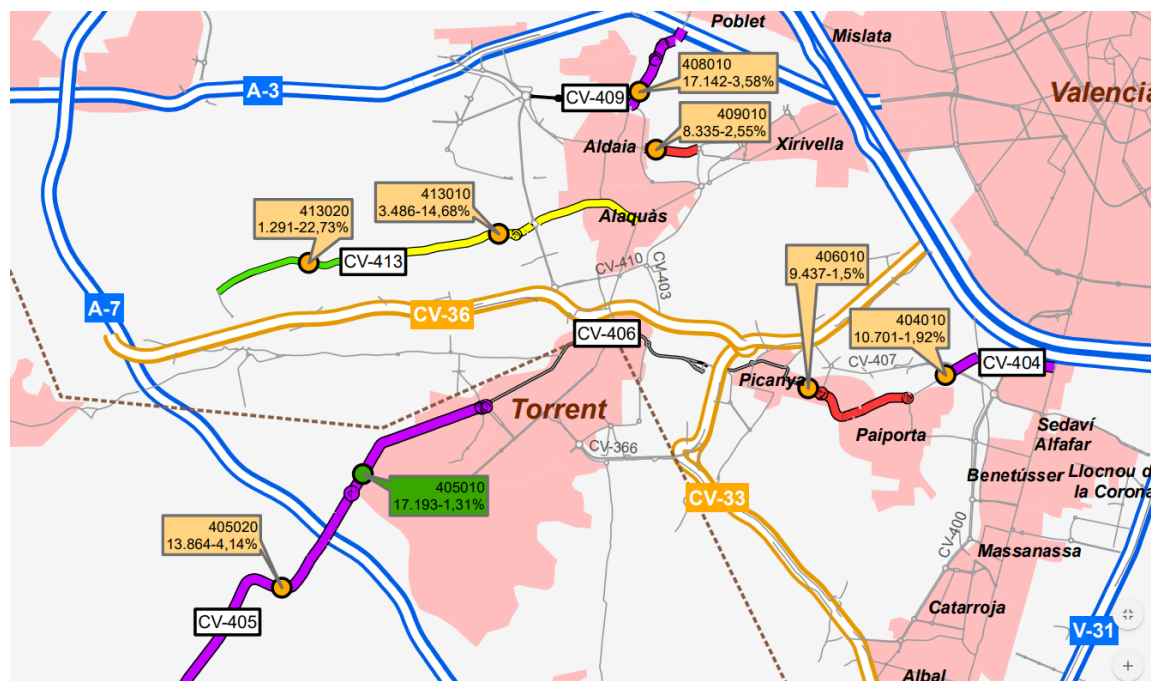 Poblet
Mislata
A-3
408010
17.142-3,58%
CV-409
Valencia
409010
8.335-2,55%
Aldaia
Xirivella
413010
3.486-14,68%
Alaquàs
413020
1.291-22,73%
CV-413
CV-410
CV-403
406010
9.437-1,5%
A-7
CV-36
404010
10.701-1,92%
CV-406
CV-407
CV-404
Picanya
Torrent
Sedaví
Alfafar
Paiporta
CV-366
Benetússer
Llocnou d
la Corona
405010
17.193-1,31%
CV-33
CV-400
405020
13.864-4,14%
Massanassa
Catarroja
CV-405
V-31
Albal